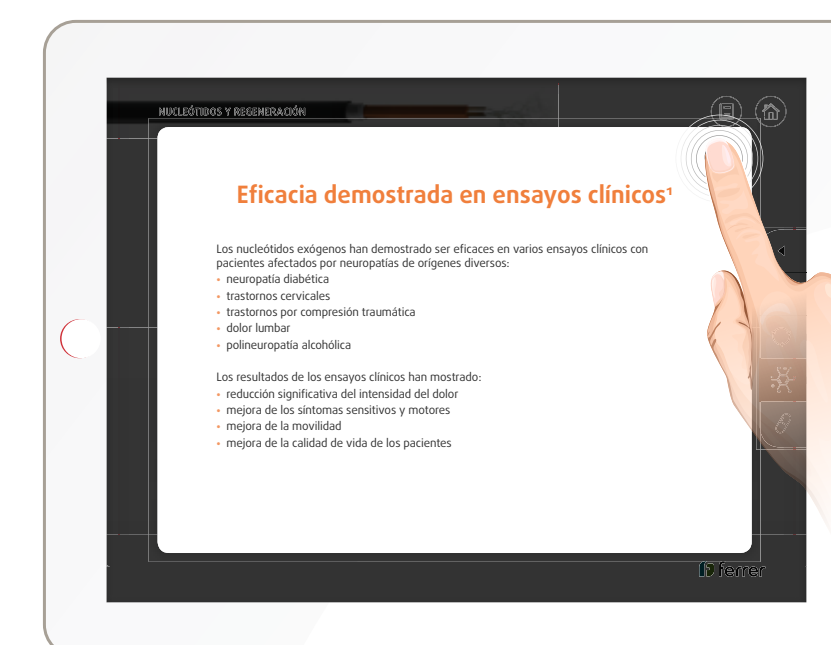 NUCLEÓTIDOS Y REGENERACIÓN
Eficacia demostrada en ensayos clínicos¹
Los nucleótidos exógenos han demostrado ser eficaces en varios ensayos clínicos con
pacientes afectados por neuropatías de orígenes diversos:
• neuropatía diabética
• trastornos cervicales
• trastornos por compresión traumática
• dolor lumbar
• polineuropatía alcohólica
Los resultados de los ensayos clínicos han mostrado:
• reducción significativa del intensidad del dolor
• mejora de los síntomas sensitivos y motores
• mejora de la movilidad
• mejora de la calidad de vida de los pacientes
ferrer